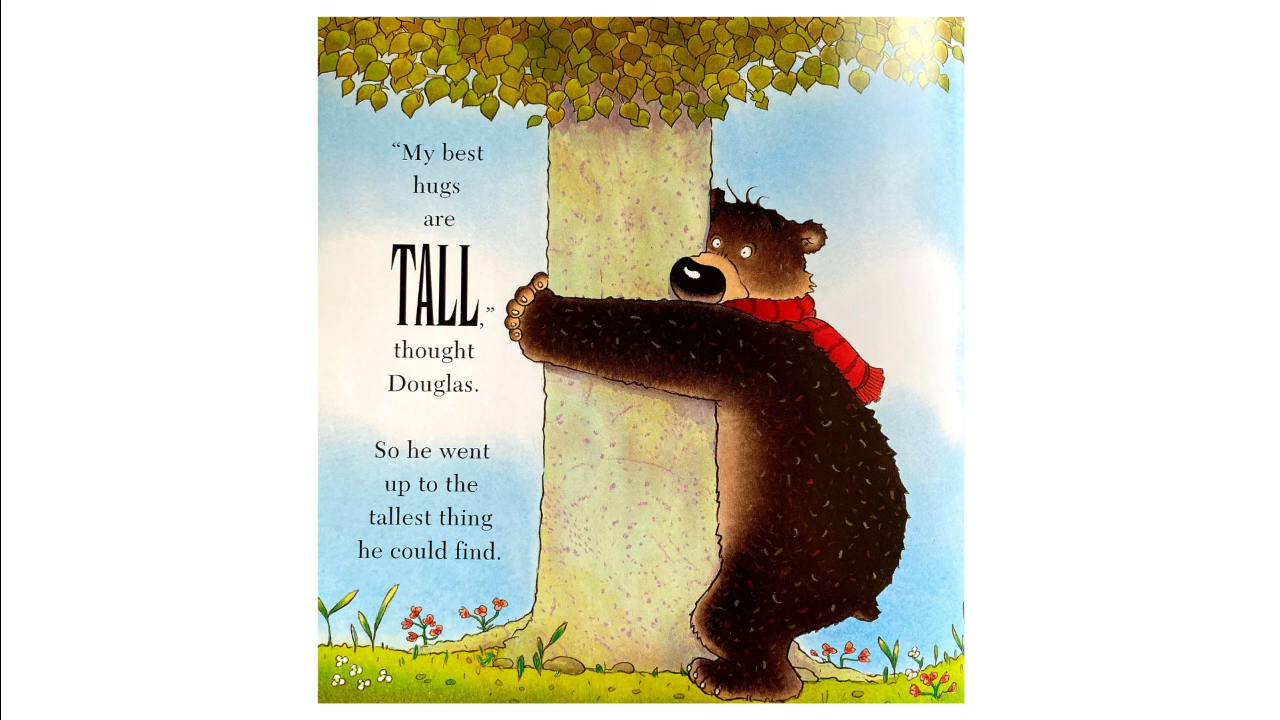 “My best
hugs
are
TALL,”
thought
Douglas.
So he went
up to the
tallest thing
he could find.